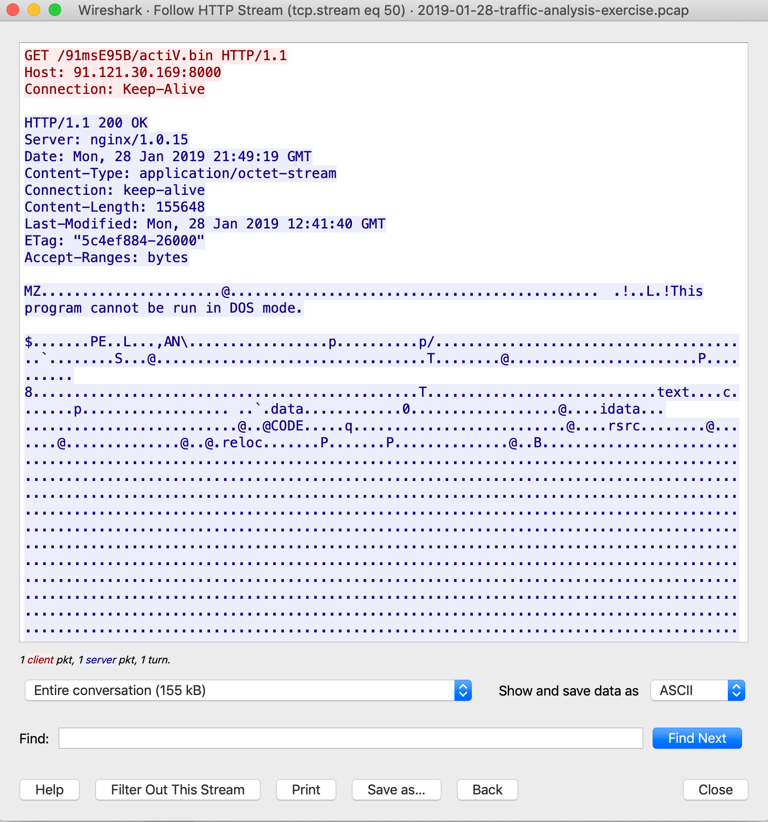 Wireshark · Follow HTTP Stream (tcp.stream eq 50) · 2019-01-28-traffic-analysis-exercise.pcap
GET /91msE95B/actiV.bin HTTP/1.1
Host: 91.121.30.169:8000
Connection: Keep-Alive
HTTP/1.1 200 OK
Server: nginx/1.0.15
Date: Mon, 28 Jan 2019 21:49:19 GMT
Content-Type: application/octet-stream
Connection: keep-alive
Content-Length: 155648
Last-Modified: Mon, 28 Jan 2019 12:41:40 GMT
ETag: "5c4ef884-26000"
Accept-Ranges: bytes
MZ......................@............................................. .!..L.!This
program cannot be run in DOS mode.
$.......PE..L...,AN\.................p..........p/.....................................
..`........S...@.................................T........@.......................P....
......
8...............................................T............................text....c.
.......p.................. ..`.data............0..................@....idata...
..........................@..@CODE.....q..........................@....rsrc........@...
....@..............@..@.reloc.......P.......P..............@..B........................
1 client pkt, 1 server pkt, 1 turn.
Entire conversation (155 kB)
Show and save data as
ASCII
Find:
Find Next
Help
Filter Out This Stream
Print
Save as...
Back
Close